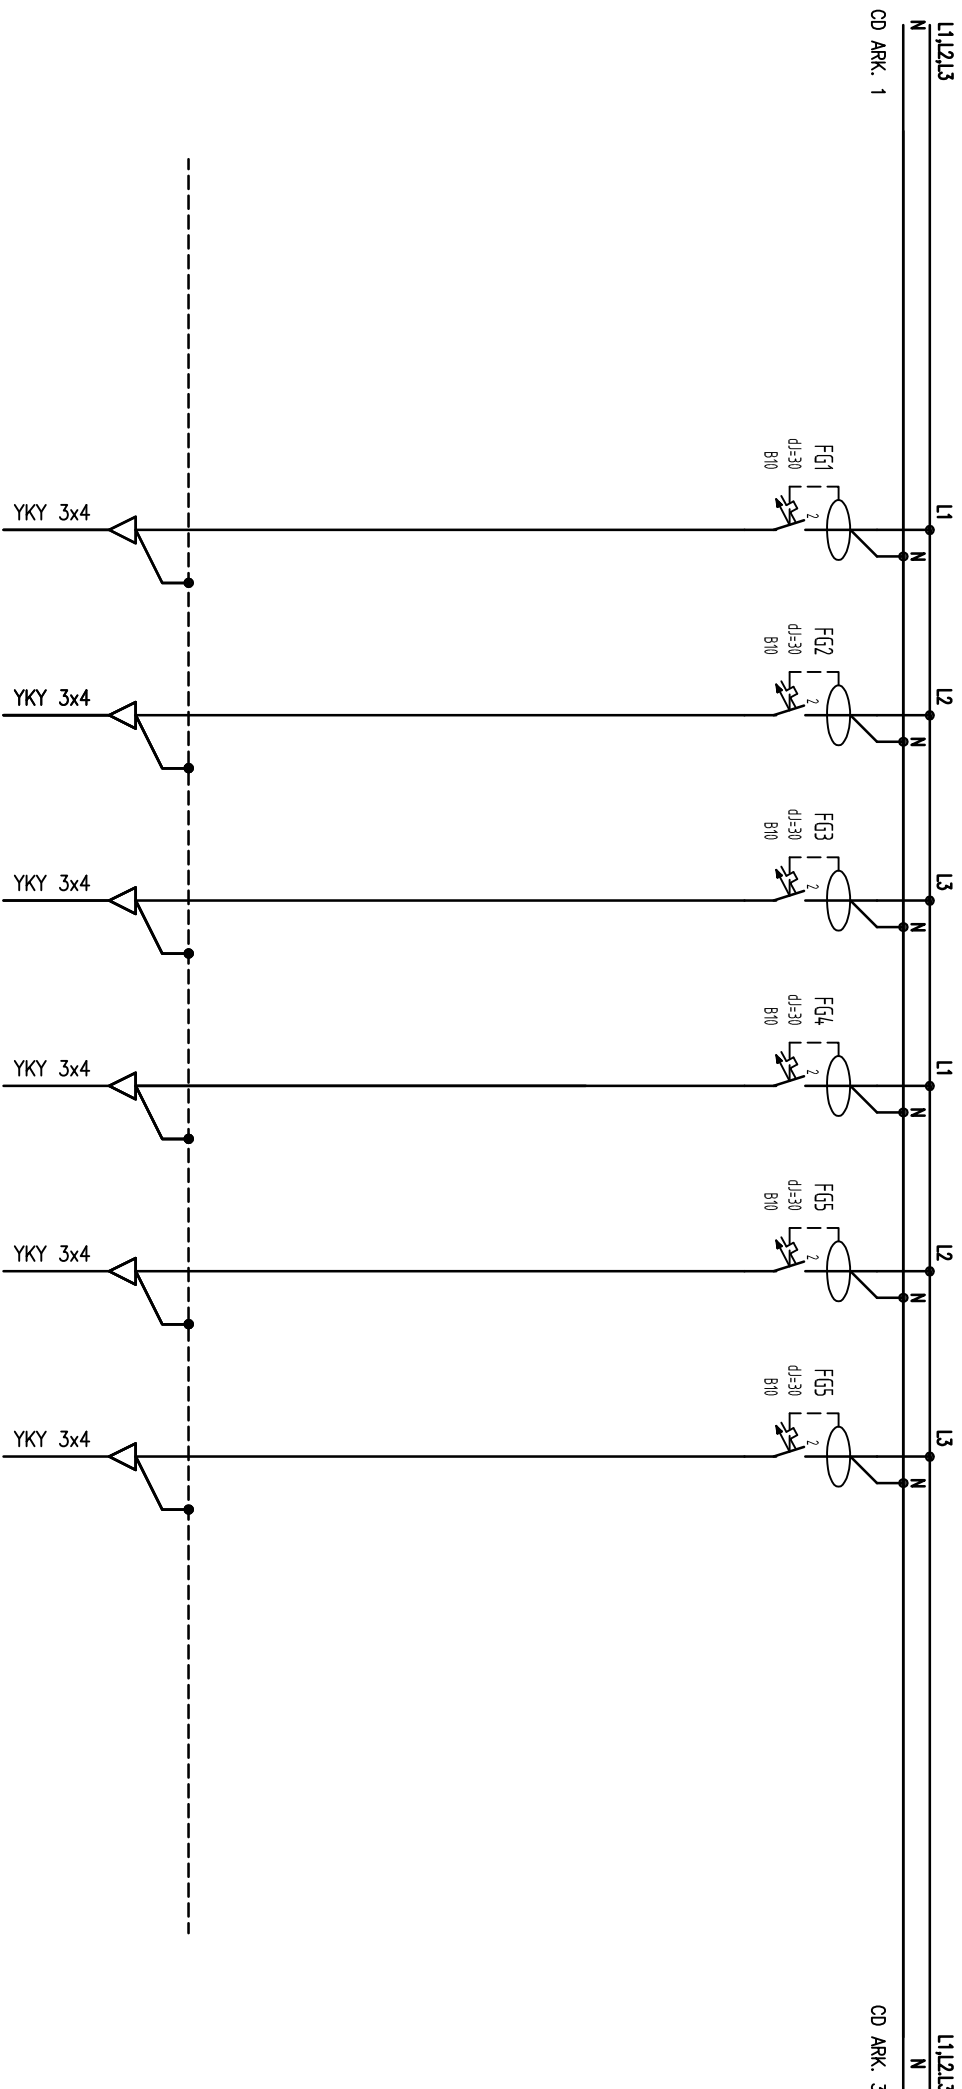 L1,L2,L3
N
CD ARK. 1
L1
N
FG1
dJ=30
B10
2
YKY 3x4
L2
N
FG2
dJ=30
B10
2
YKY 3x4
L3
N
FG3
dJ=30
B10
2
YKY 3x4
L1
N
FG4
dJ=30
B10
2
YKY 3x4
L2
N
FG5
dJ=30
B10
2
YKY 3x4
L3
N
FG5
dJ=30
B10
2
YKY 3x4
L1,L2,L3
N
CD ARK. 3